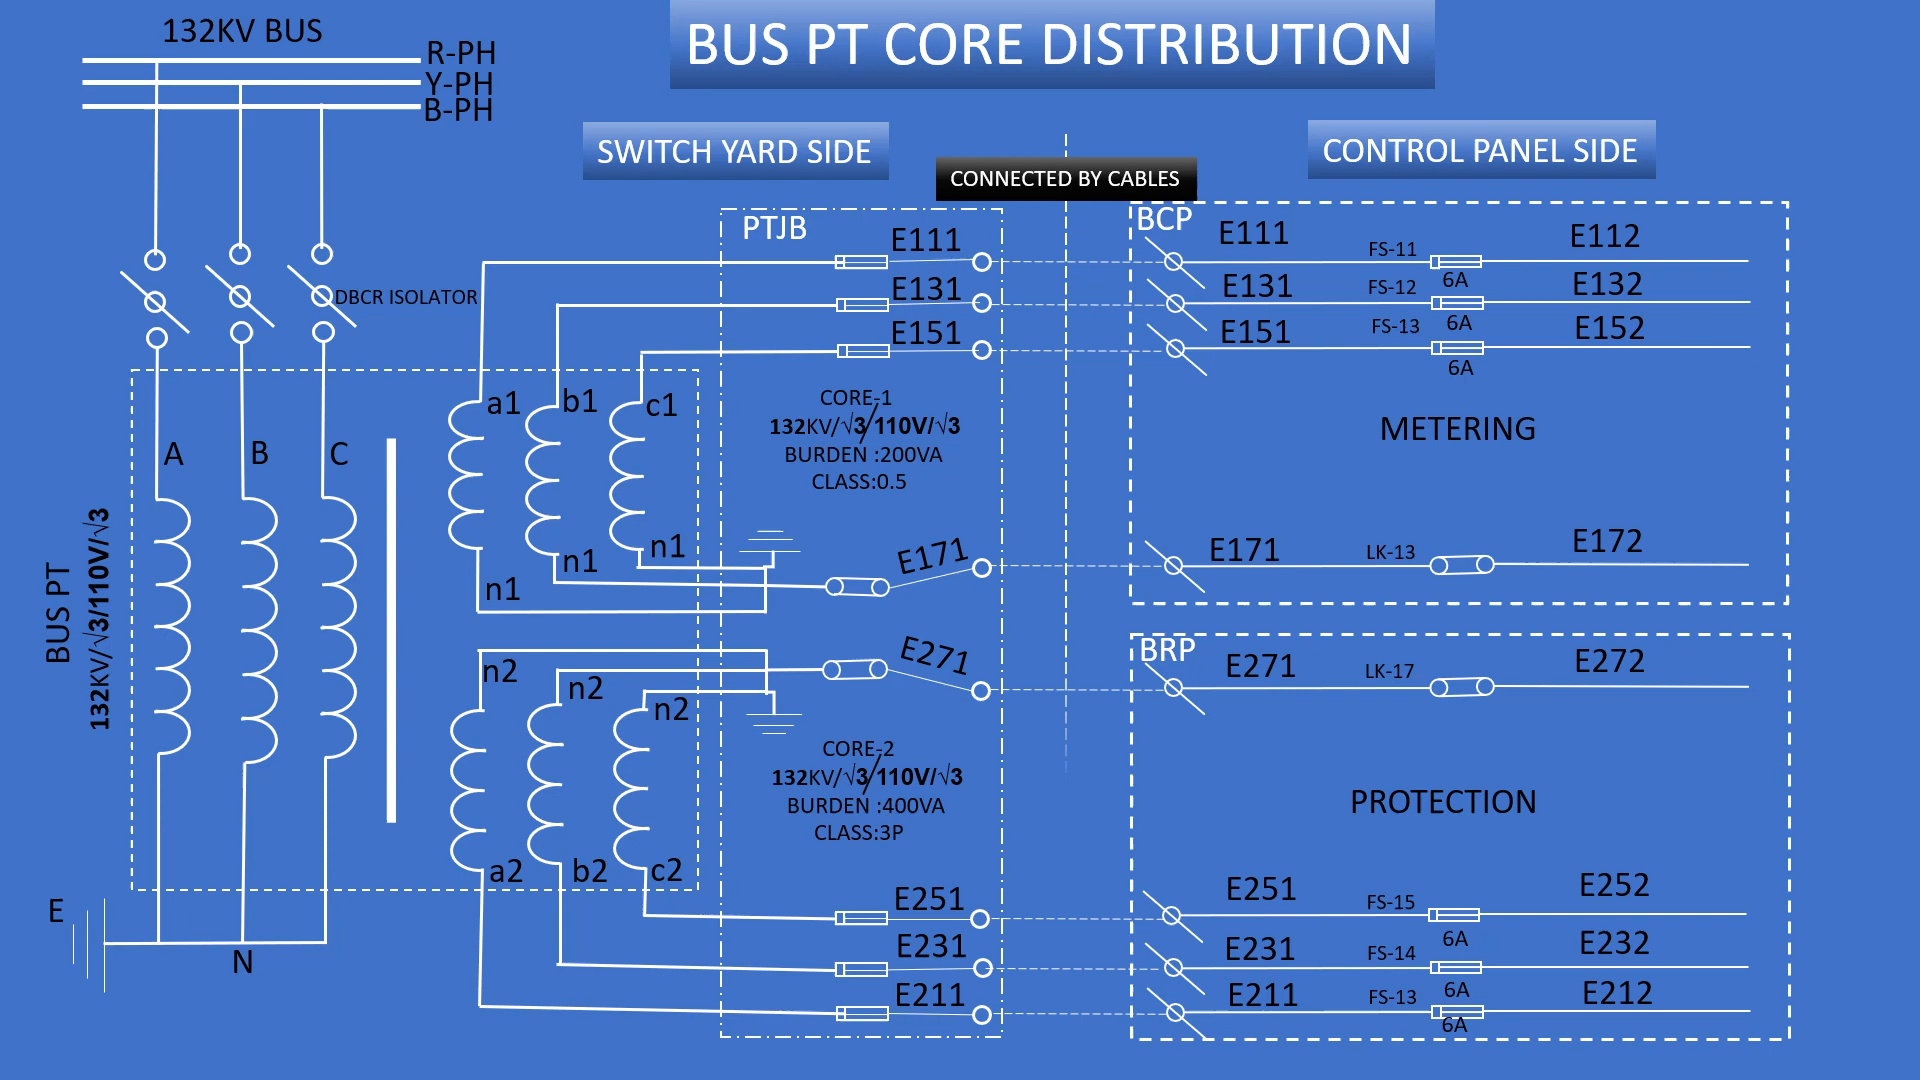 132KV BUS
BUS PT CORE DISTRIBUTION
R-PH
Y-PH
B-PH
SWITCH YARD SIDE
CONNECTED BY CABLES
CONTROL PANEL SIDE
DBCR ISOLATOR
PTJB
E111
E131
E151
BCP
E111
FS-11
6A
E112
E131
FS-12
6A
E132
E151
FS-13
6A
E152
A
B
C
a1
b1
c1
CORE-1
132KV/√3/110V/√3
BURDEN :200VA
CLASS:0.5
METERING
n1
n1
n1
E171
E171
LK-13
E172
BUS PT
132KV/√3/110V/√3
n2
n2
n2
E271
BRP
E271
LK-17
E272
CORE-2
132KV/√3/110V/√3
BURDEN :400VA
CLASS:3P
PROTECTION
a2
b2
c2
E251
E231
E211
E251
FS-15
6A
E252
E231
FS-14
6A
E232
E211
FS-13
6A
E212
E
N